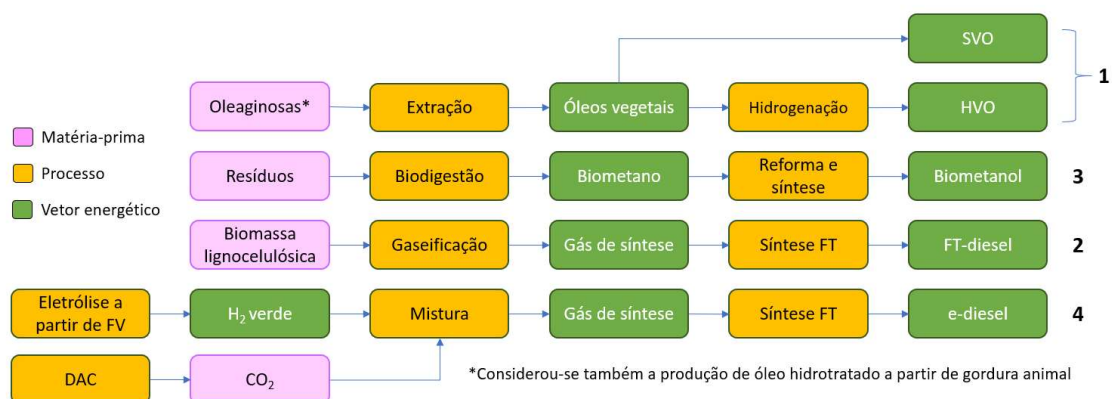 SVO
1
Oleaginosas*
Extração
Óleos vegetais
Hidrogenação
HVO
Matéria-prima
Processo
Vetor energético
Resíduos
Biodigestão
Biometano
Reforma e
síntese
Biometanol
3
Biomassa
lignocelulósica
Gaseificação
Gás de síntese
Síntese FT
FT-diesel
2
Eletrólise a
partir de FV
H₂ verde
Mistura
Gás de síntese
Síntese FT
e-diesel
4
DAC
CO₂
*Considerou-se também a produção de óleo hidrotratado a partir de gordura animal